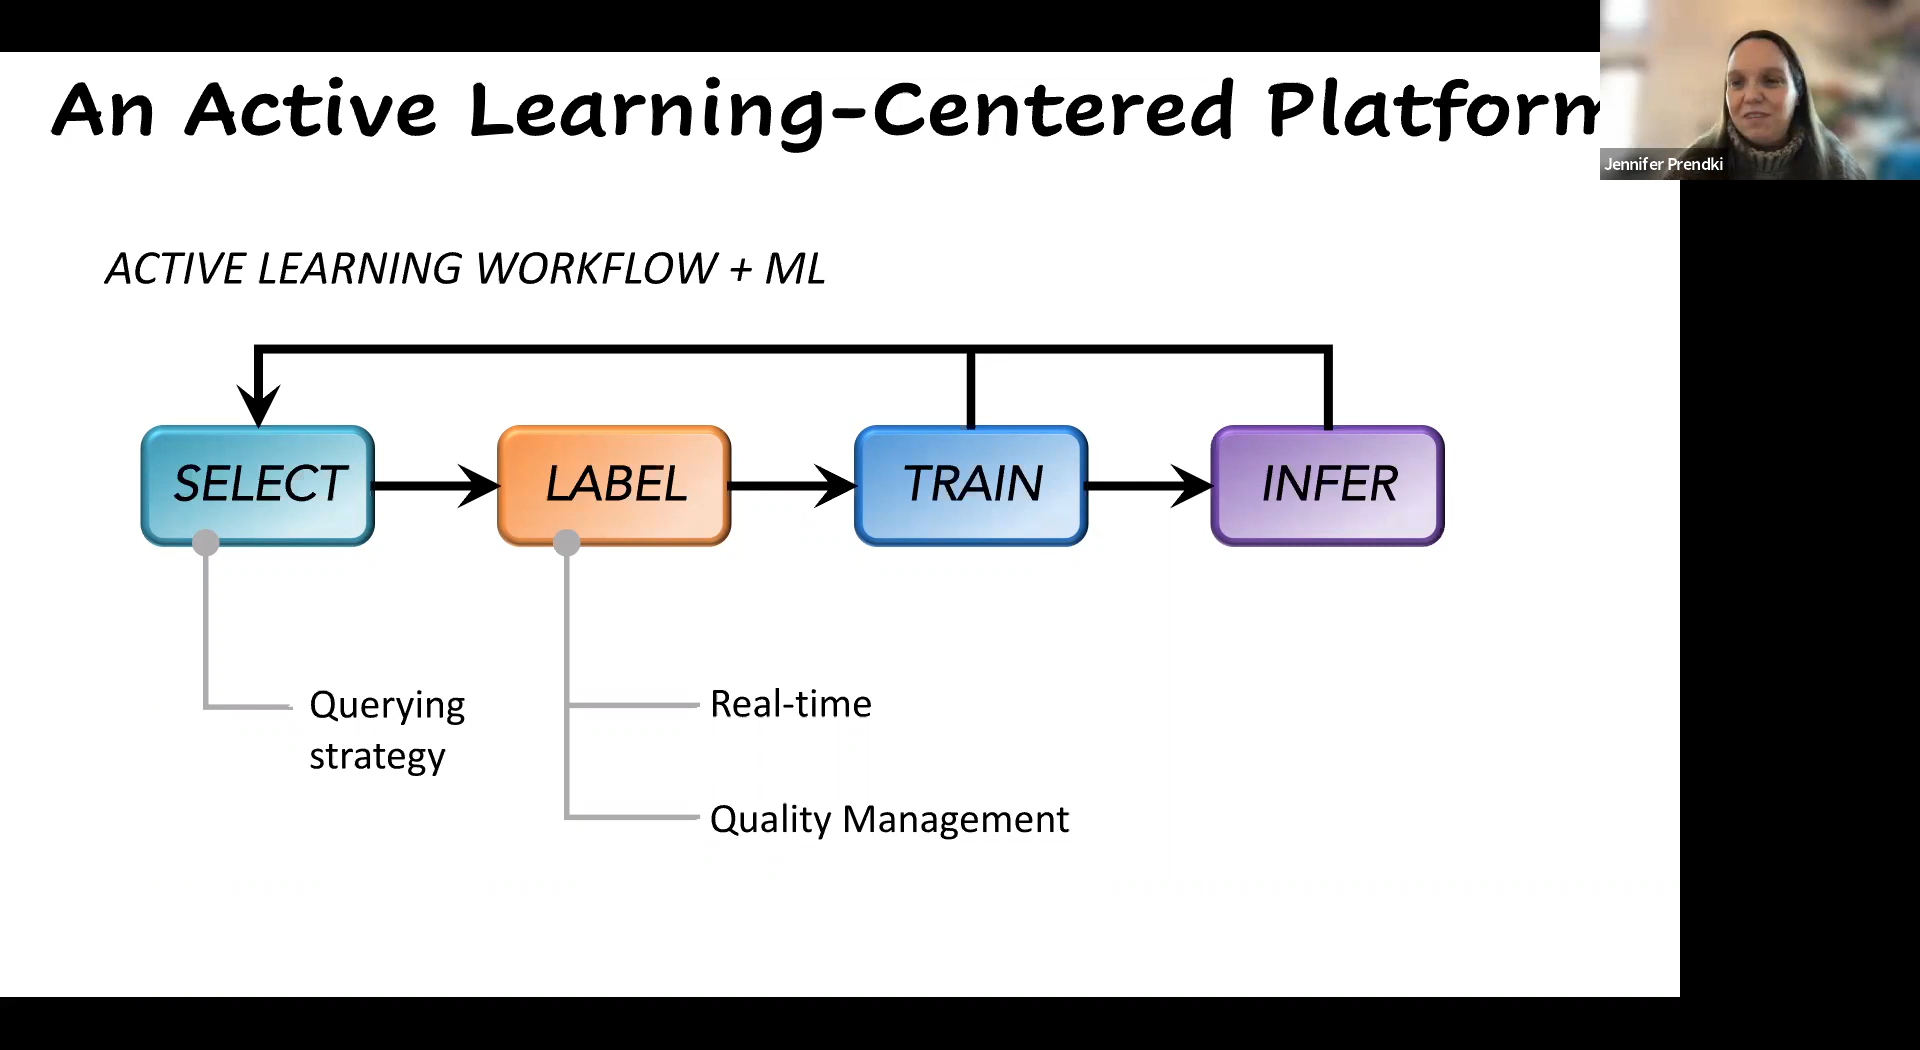 An Active Learning-Centered Platform
Jennifer Prendki
ACTIVE LEARNING WORKFLOW + ML
SELECT
LABEL
TRAIN
INFER
Querying
strategy
Real-time
Quality Management